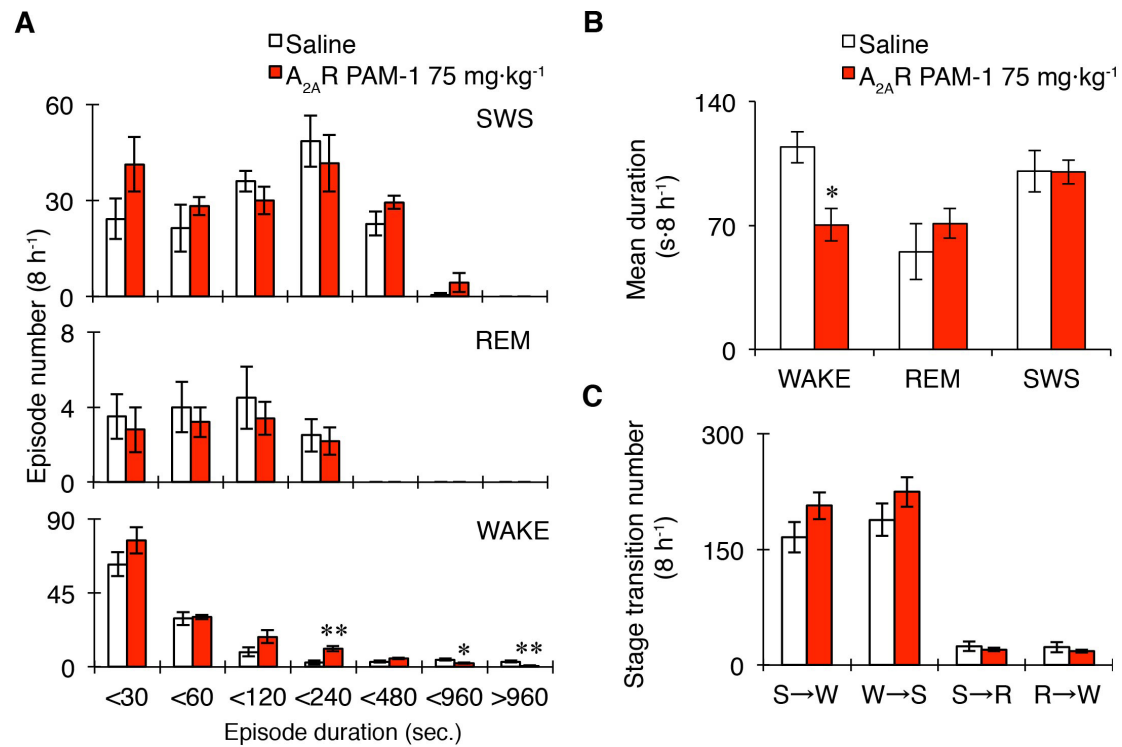 A
Saline
A2AR PAM-1 75 mg·kg-1
SWS
60
30
0
REM
8
4
0
WAKE
90
45
0
**
*
**
<30 <60 <120 <240 <480 <960 >960
Episode duration (sec.)
Episode number (8 h-1)
B
Saline
A2AR PAM-1 75 mg·kg-1
140
70
0
*
WAKE REM SWS
Mean duration
(s·8 h-1)
C
300
150
0
S→W W→S S→R R→W
Stage transition number
(8 h-1)